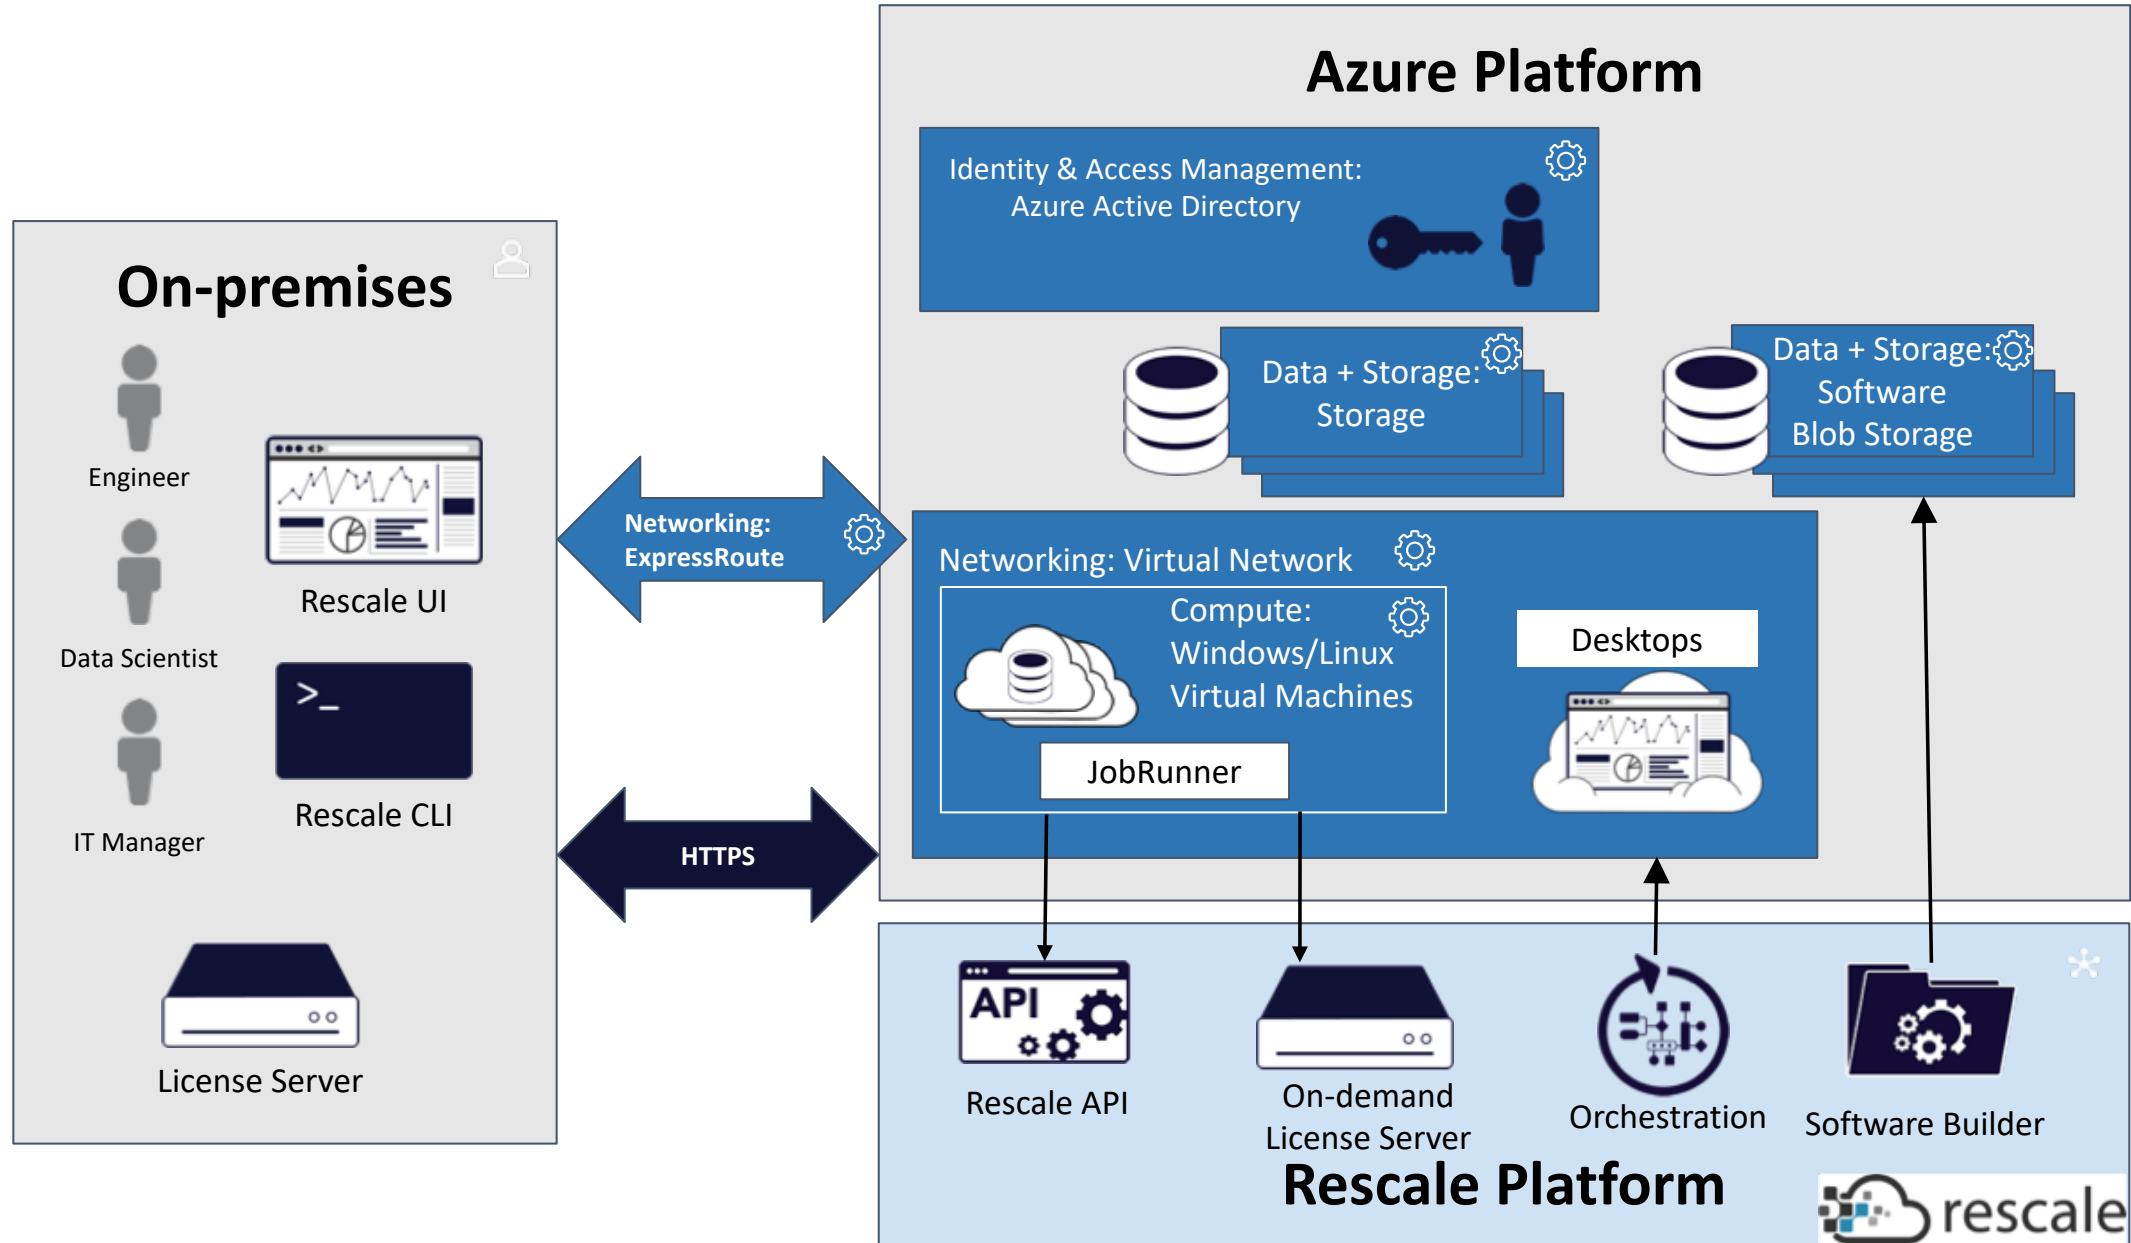 Azure Platform
Identity & Access Management:
Azure Active Directory
On-premises
Engineer
Data Scientist
IT Manager
Rescale UI
>_
Rescale CLI
License Server
Networking:
ExpressRoute
HTTPS
Data + Storage:
Storage
Data + Storage:
Software
Blob Storage
Networking: Virtual Network
Compute:
Windows/Linux
Virtual Machines
JobRunner
Desktops
API
Rescale API
On-demand
License Server
Orchestration
Software Builder
Rescale Platform
rescale